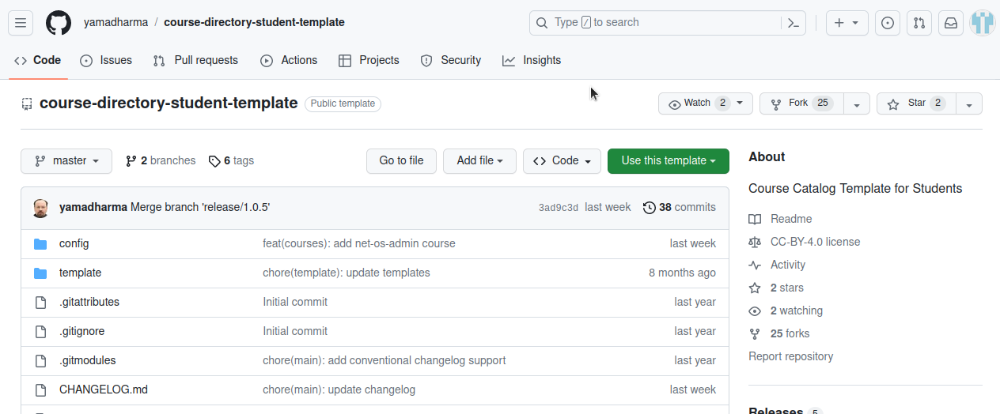 yamadharma / course-directory-student-template
Type / to search
Code Issues Pull requests Actions Projects Security Insights
course-directory-student-template Public template
Watch 2 Fork 25 Star 2
master 2 branches 6 tags Go to file Add file Code Use this template
yamadharma Merge branch 'release/1.0.5' 3ad9c3d last week 38 commits
config feat(courses): add net-os-admin course last week
template chore(template): update templates 8 months ago
.gitattributes Initial commit last year
.gitignore Initial commit last year
.gitmodules chore(main): add conventional changelog support last year
CHANGELOG.md chore(main): update changelog last week
About
Course Catalog Template for Students
Readme
CC-BY-4.0 license
Activity
2 stars
2 watching
25 forks
Report repository
Releases 5